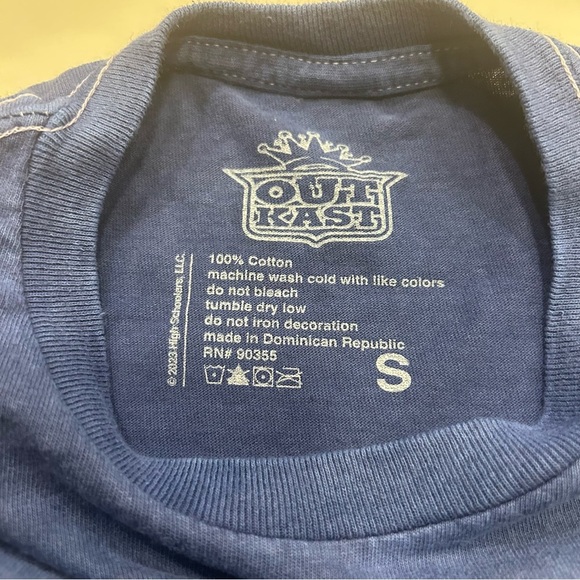 OUT
KAST
100% Cotton
machine wash cold with like colors
do not bleach
tumble dry low
do not iron decoration
made in Dominican Republic
RN# 90355
S
© 2023 High Schoolers, LLC.